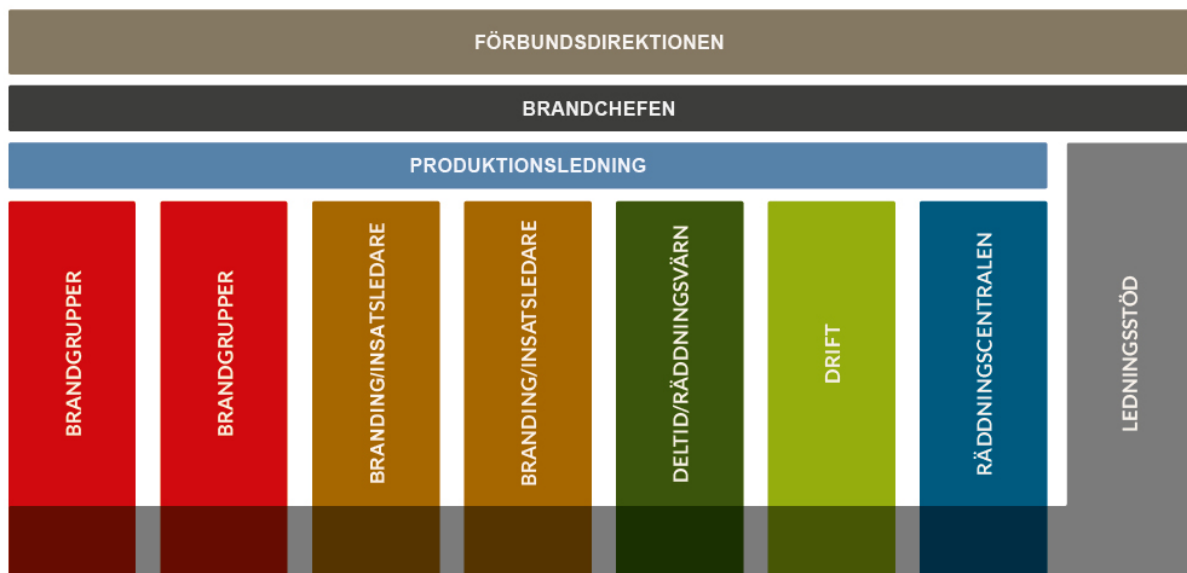 FÖRBUNDSDIREKTIONEN
BRANDCHEFEN
PRODUKTIONSLEDNING
BRANDGRUPPER
BRANDGRUPPER
BRANDING/INSATSLEDARE
BRANDING/INSATSLEDARE
DELTID/RÄDDNINGSVÄRN
DRIFT
RÄDDNINGSCENTRALEN
LEDNINGSSTÖD